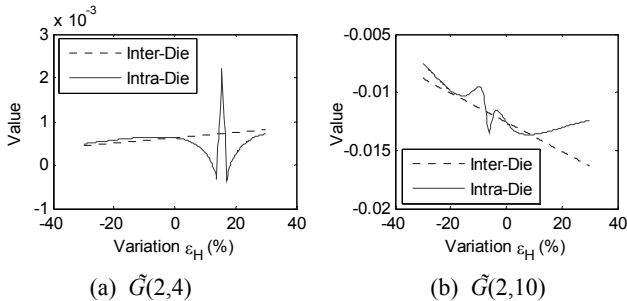 x 10⁻³
3
2
1
0
-1
-40 -20 0 20 40
Value
Variation εH (%)
Inter-Die
Intra-Die
(a) G̃(2,4)
-0.005
-0.01
-0.015
-0.02
-40 -20 0 20 40
Value
Variation εH (%)
Inter-Die
Intra-Die
(b) G̃(2,10)